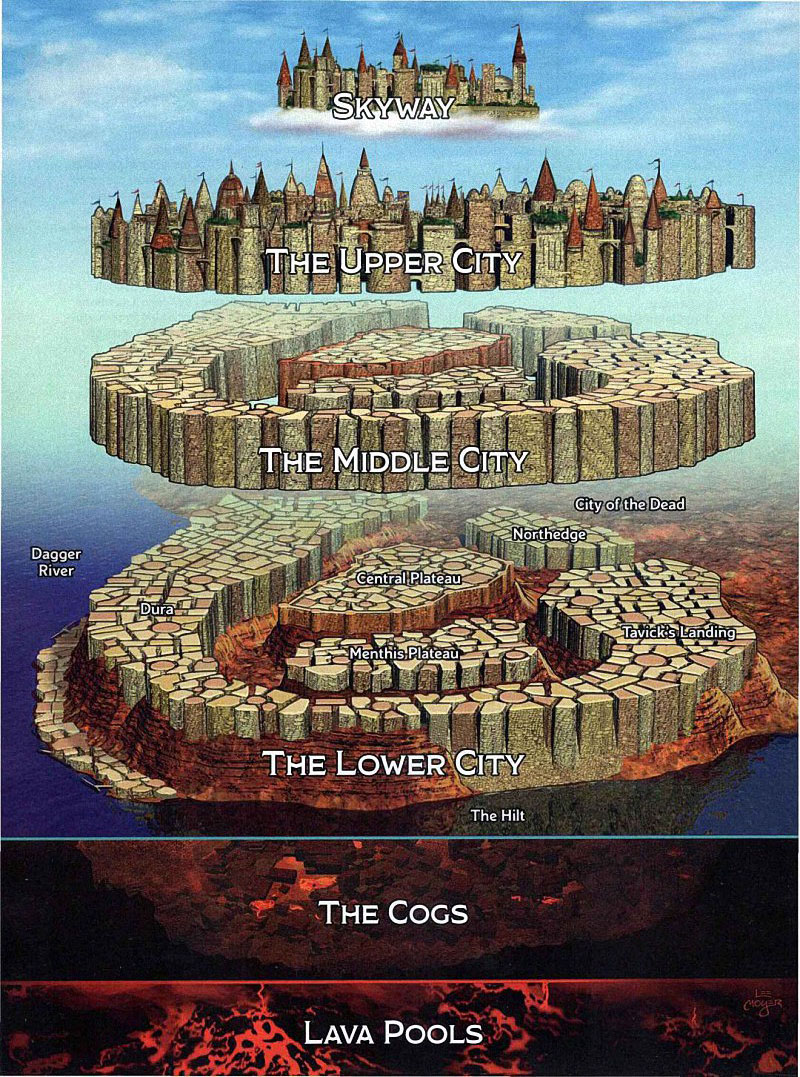 SKYWAY
THE UPPER CITY
THE MIDDLE CITY
City of the Dead
Northedge
Dagger
River
Central Plateau
Dura
Tavick's Landing
Menthis Plateau
THE LOWER CITY
The Hilt
THE COGS
LEE
MOYER
LAVA POOLS